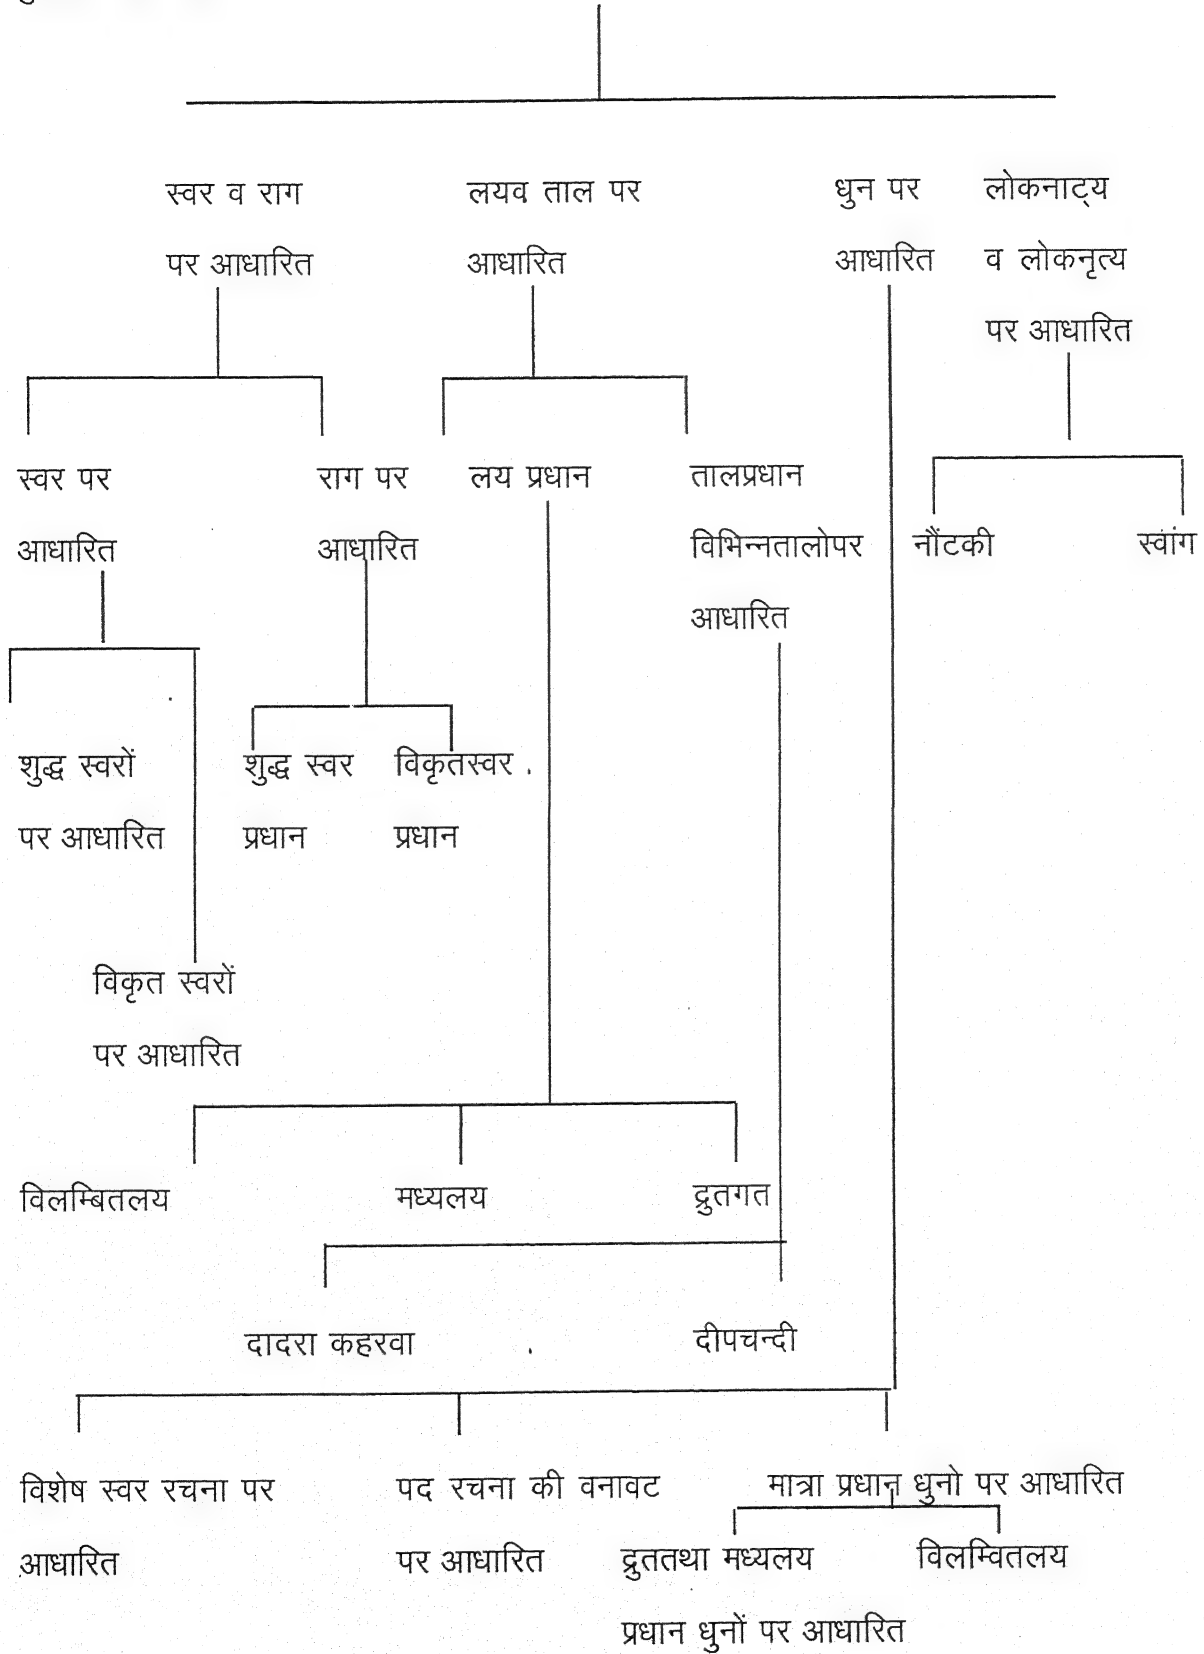 स्वर व राग लयव ताल पर धुन पर लोकनाट्य
पर आधारित आधारित आधारित व लोकनृत्य
पर आधारित
स्वर पर राग पर लय प्रधान तालप्रधान
आधारित आधारित विभिन्नतालोपर नौंटकी स्वांग
आधारित
शुद्ध स्वरों शुद्ध स्वर विकृतस्वर .
पर आधारित प्रधान प्रधान
विकृत स्वरों
पर आधारित
विलम्बितलय मध्यलय द्रुतगत
दादरा कहरवा दीपचन्दी
विशेष स्वर रचना पर पद रचना की वनावट मात्रा प्रधान धुनो पर आधारित
आधारित पर आधारित द्रुततथा मध्यलय विलम्वितलय
प्रधान धुनों पर आधारित